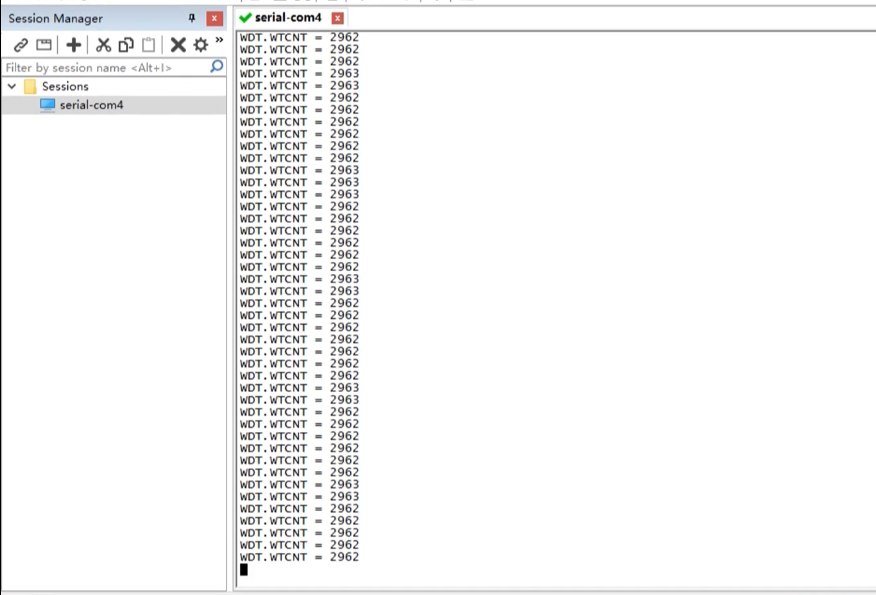 Session Manager
Filter by session name <Alt+I>
Sessions
serial-com4
serial-com4
WDT.WTCNT = 2962
WDT.WTCNT = 2962
WDT.WTCNT = 2962
WDT.WTCNT = 2963
WDT.WTCNT = 2963
WDT.WTCNT = 2962
WDT.WTCNT = 2962
WDT.WTCNT = 2962
WDT.WTCNT = 2962
WDT.WTCNT = 2962
WDT.WTCNT = 2962
WDT.WTCNT = 2963
WDT.WTCNT = 2963
WDT.WTCNT = 2963
WDT.WTCNT = 2962
WDT.WTCNT = 2962
WDT.WTCNT = 2962
WDT.WTCNT = 2962
WDT.WTCNT = 2962
WDT.WTCNT = 2962
WDT.WTCNT = 2963
WDT.WTCNT = 2963
WDT.WTCNT = 2962
WDT.WTCNT = 2962
WDT.WTCNT = 2962
WDT.WTCNT = 2962
WDT.WTCNT = 2962
WDT.WTCNT = 2962
WDT.WTCNT = 2962
WDT.WTCNT = 2963
WDT.WTCNT = 2963
WDT.WTCNT = 2962
WDT.WTCNT = 2962
WDT.WTCNT = 2962
WDT.WTCNT = 2962
WDT.WTCNT = 2962
WDT.WTCNT = 2962
WDT.WTCNT = 2963
WDT.WTCNT = 2963
WDT.WTCNT = 2962
WDT.WTCNT = 2962
WDT.WTCNT = 2962
WDT.WTCNT = 2962
WDT.WTCNT = 2962